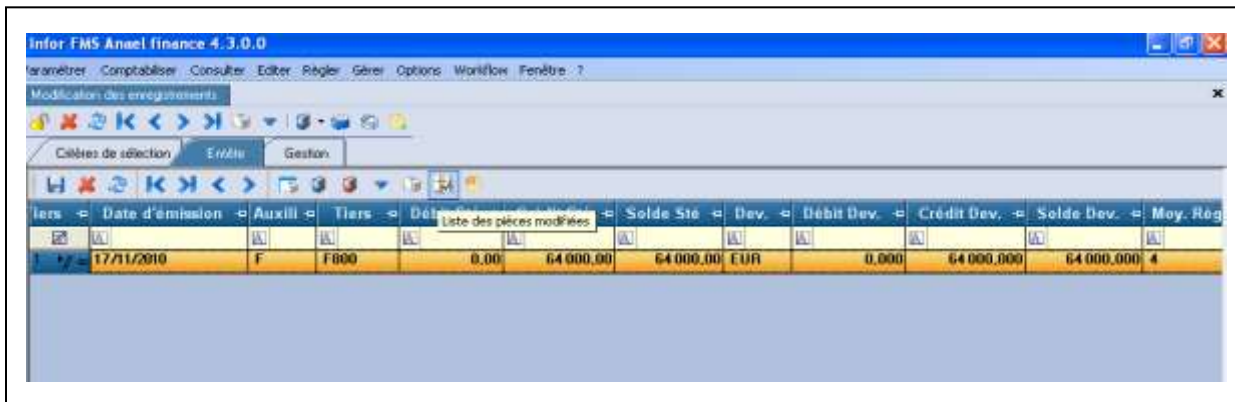 Infor FMS Anael finance 4.3.0.0
Paramétrer Comptabiliser Consulter Editer Régler Gérer Options Workflow Fenêtre ?
Modification des enregistrements
Critères de sélection Entête Gestion
Tiers Date d'émission Auxili Tiers Solde Sté Dev. Débit Dev. Crédit Dev. Solde Dev. Moy. Règ
Liste des pièces modifiées
17/11/2010 F F800 0,00 64 000,00 64 000,00 EUR 0,000 64 000,000 64 000,000 4